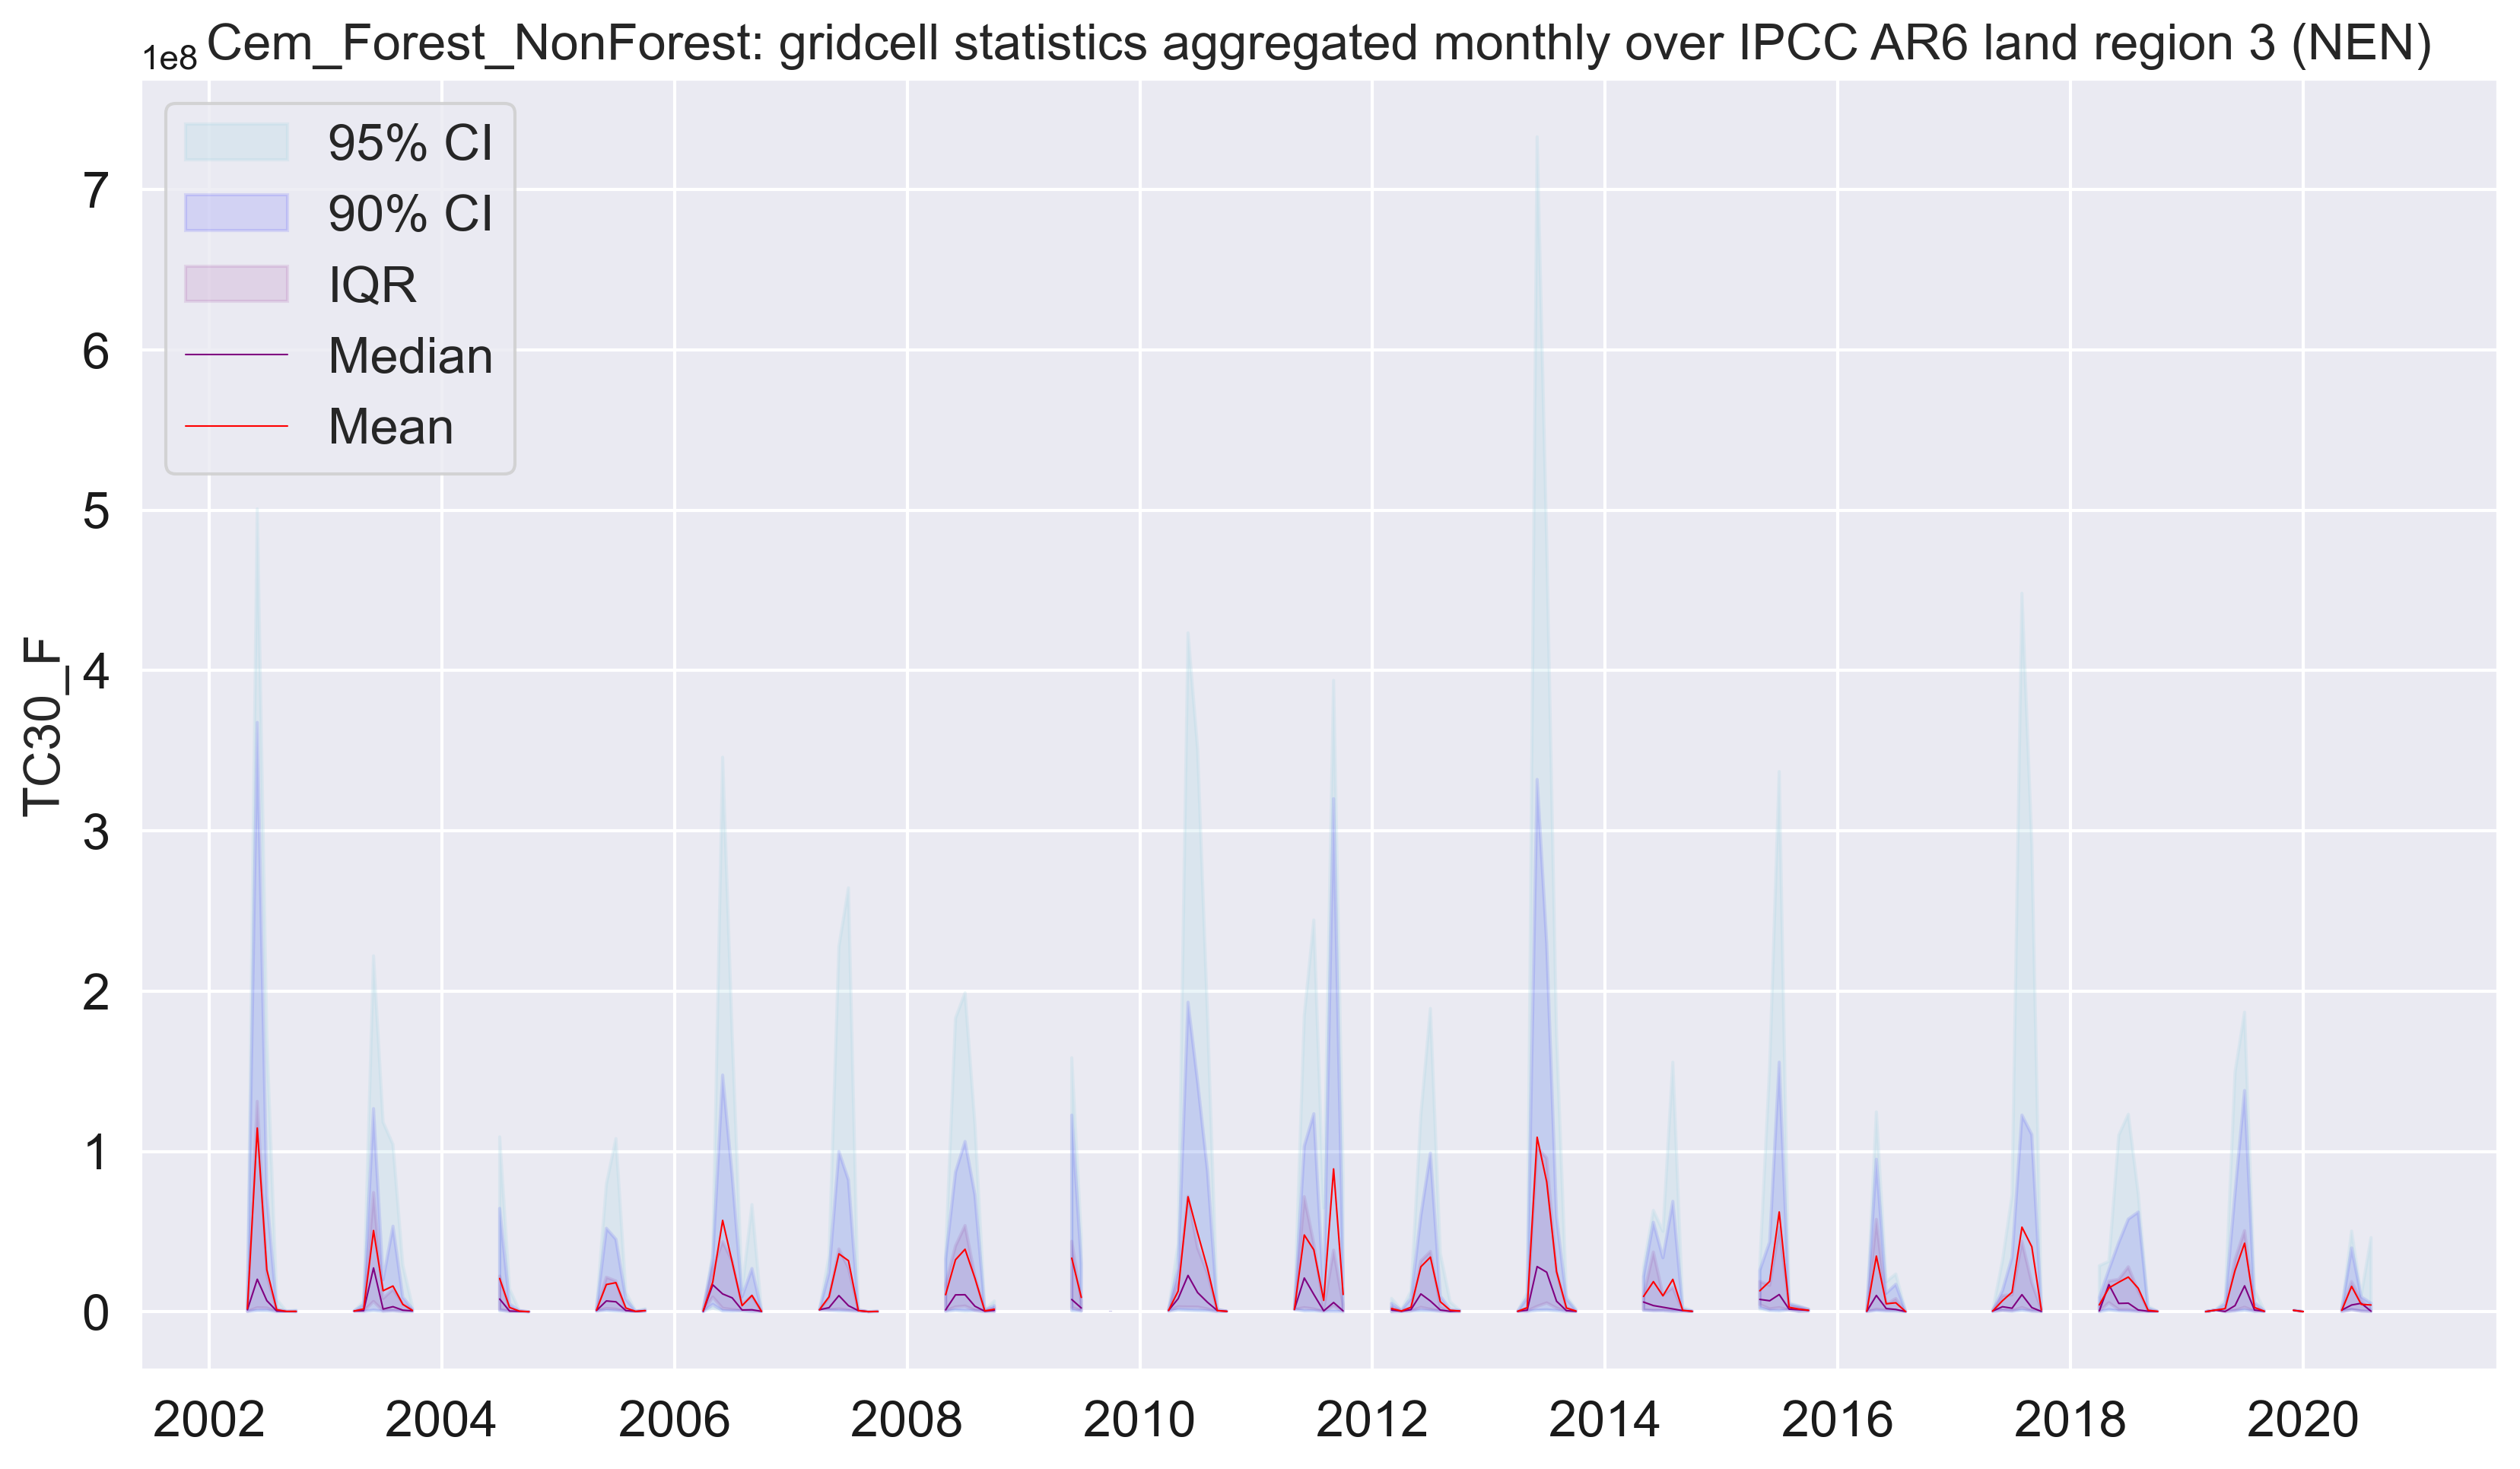 1e8 Cem_Forest_NonForest: gridcell statistics aggregated monthly over IPCC AR6 land region 3 (NEN)
95% CI
90% CI
IQR
Median
Mean
TC30_F
7
6
5
4
3
2
1
0
2002 2004 2006 2008 2010 2012 2014 2016 2018 2020